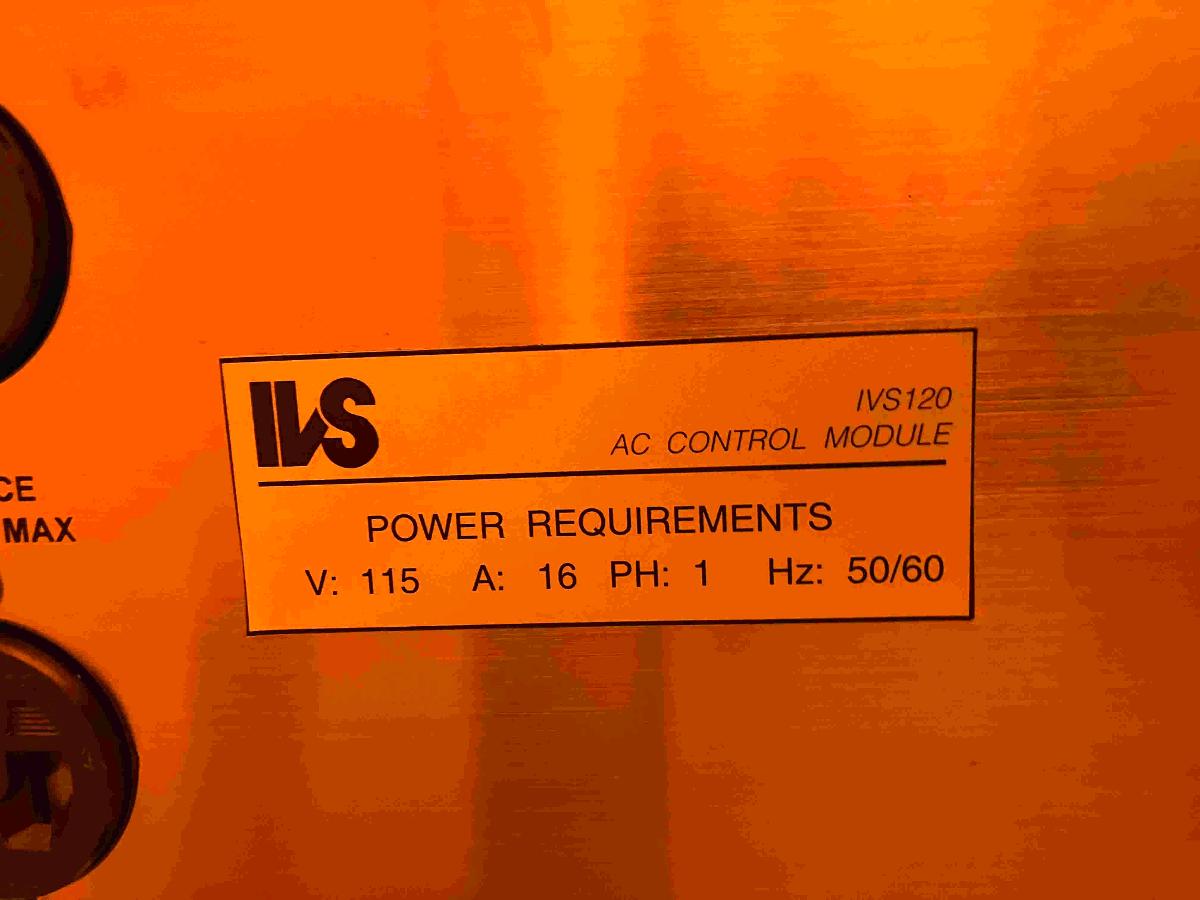 IVS
IVS120
AC CONTROL MODULE
CE
MAX
POWER REQUIREMENTS
V: 115 A: 16 PH: 1 Hz: 50/60